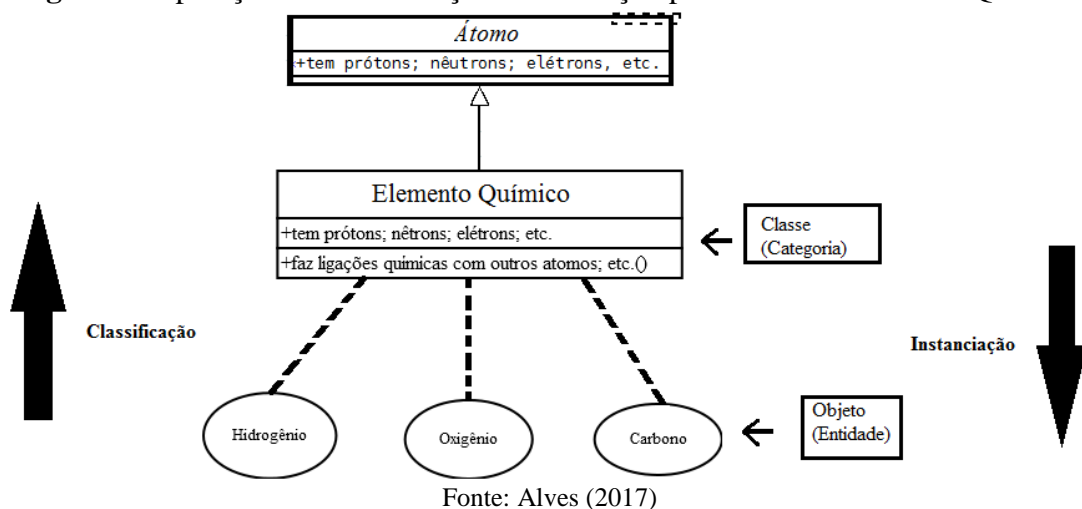 Átomo
+tem prótons; nêutrons; elétrons, etc.
Elemento Químico
+tem prótons; nêtrons; elétrons; etc.
+faz ligações quimicas com outros atomos; etc.()
Classe
(Categoria)
Classificação
Instanciação
Hidrogênio
Oxigênio
Carbono
Objeto
(Entidade)
Fonte: Alves (2017)